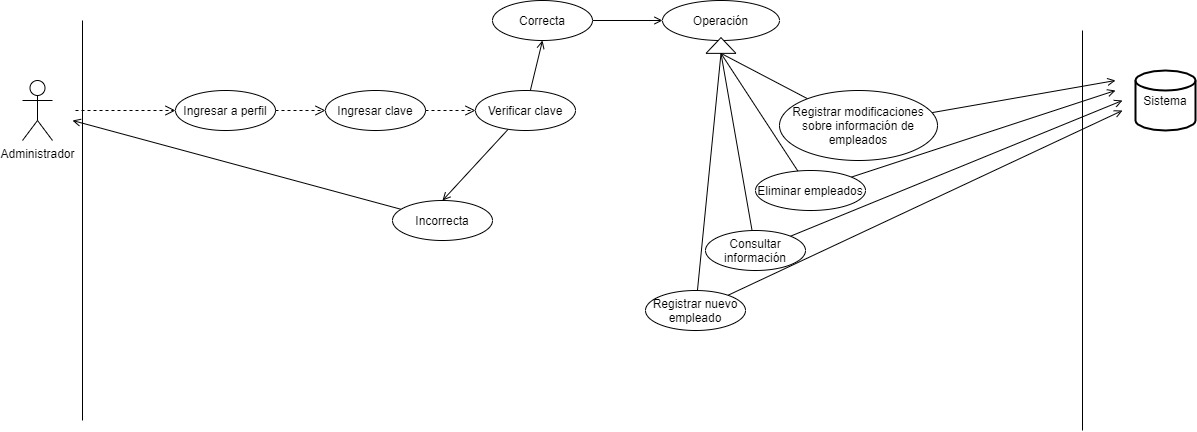 Correcta
Operación
Sistema
Ingresar a perfil
Ingresar clave
Verificar clave
Registrar modificaciones
sobre información de
empleados
Administrador
Eliminar empleados
Incorrecta
Consultar
información
Registrar nuevo
empleado